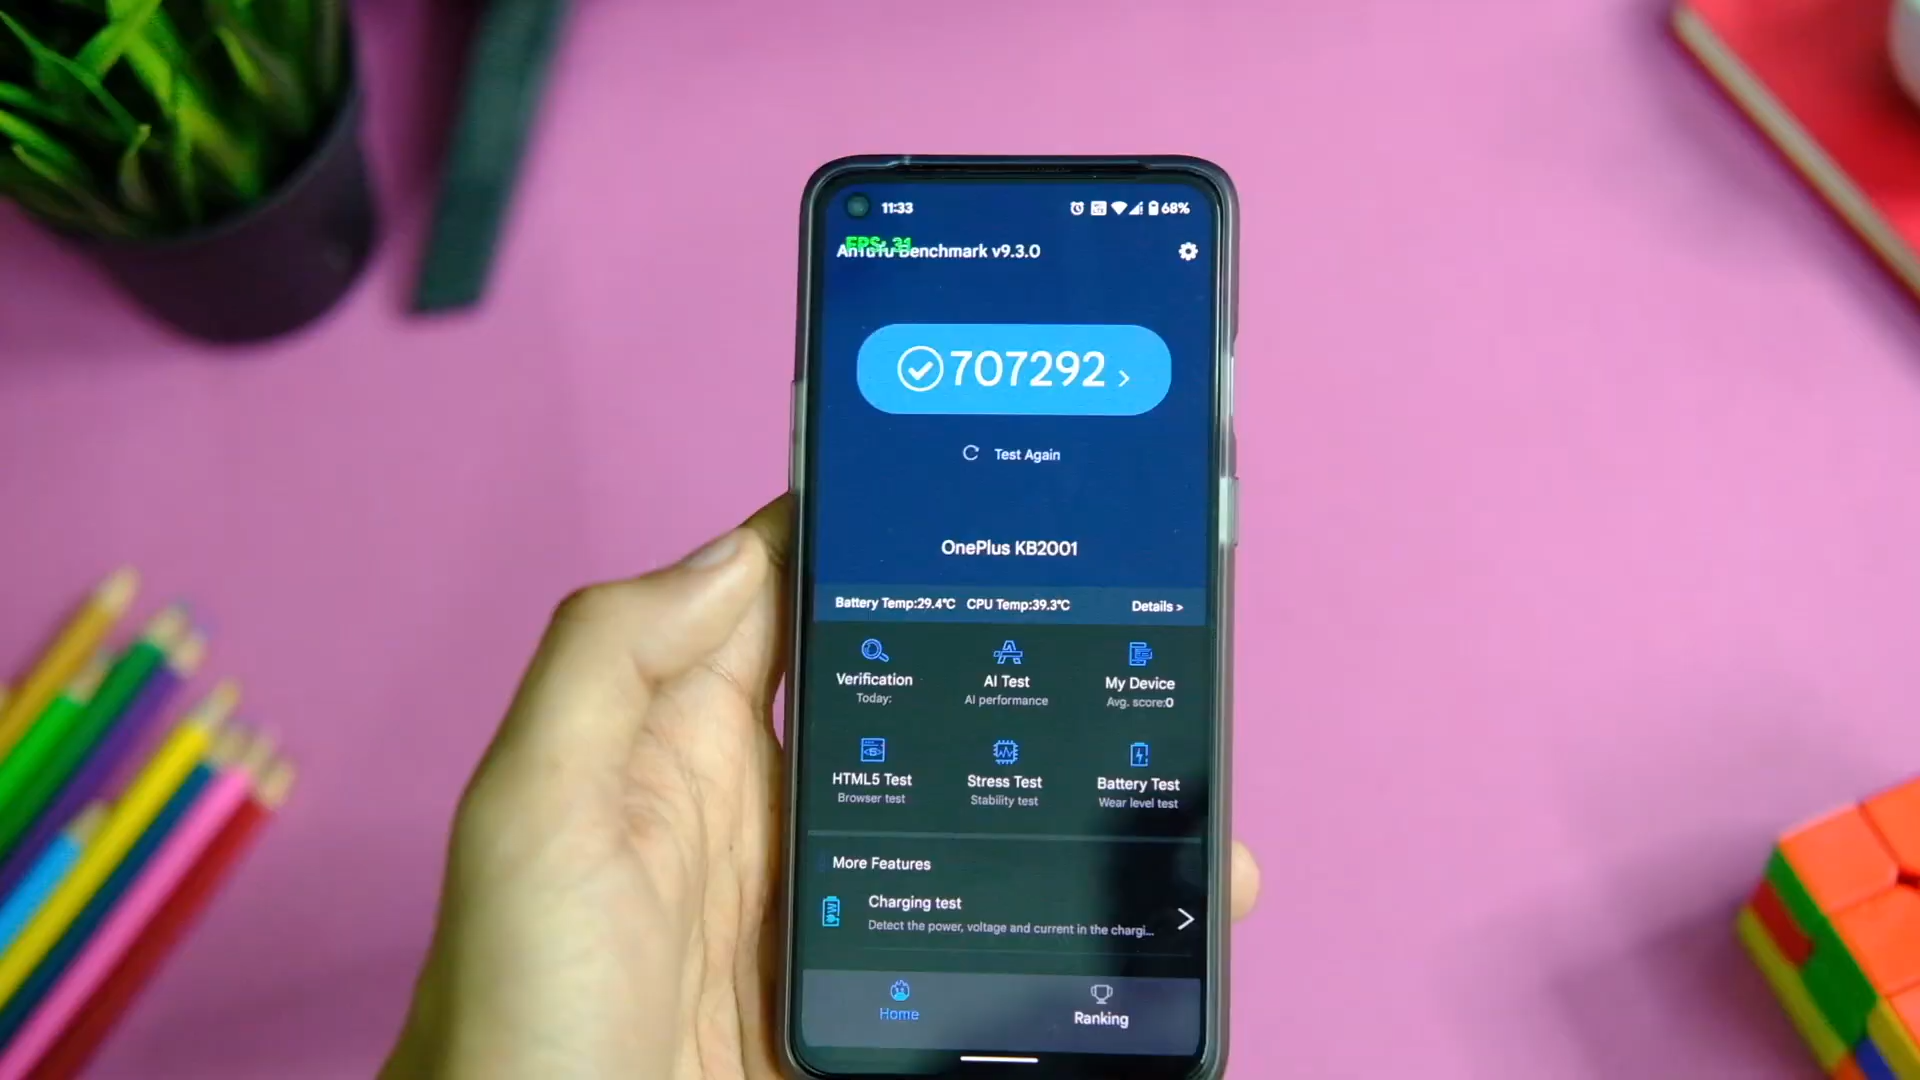 11:33
68%
FPS: 31
AnTuTu Benchmark v9.3.0
707292 >
Test Again
OnePlus KB2001
Battery Temp:29.4°C CPU Temp:39.3°C Details >
Verification AI Test My Device
Today: AI performance Avg. score:0
HTML5 Test Stress Test Battery Test
Browser test Stability test Wear level test
More Features
Charging test
Detect the power, voltage and current in the chargi...
Home Ranking